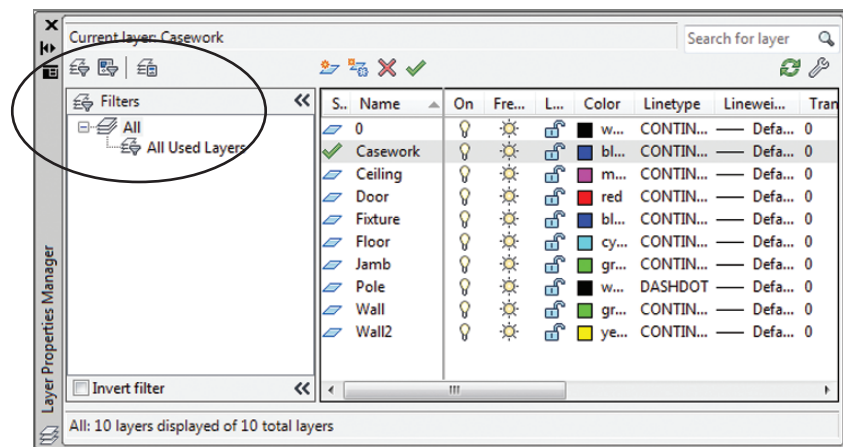 Current layer: Casework
Search for layer
Filters
All
All Used Layers
Invert filter
S.. Name On Fre... L... Color Linetype Linewei... Tran
0 w... CONTIN... Defa... 0
Casework bl... CONTIN... Defa... 0
Ceiling m... CONTIN... Defa... 0
Door red CONTIN... Defa... 0
Fixture bl... CONTIN... Defa... 0
Floor cy... CONTIN... Defa... 0
Jamb gr... CONTIN... Defa... 0
Pole w... DASHDOT Defa... 0
Wall gr... CONTIN... Defa... 0
Wall2 ye... CONTIN... Defa... 0
Layer Properties Manager
All: 10 layers displayed of 10 total layers